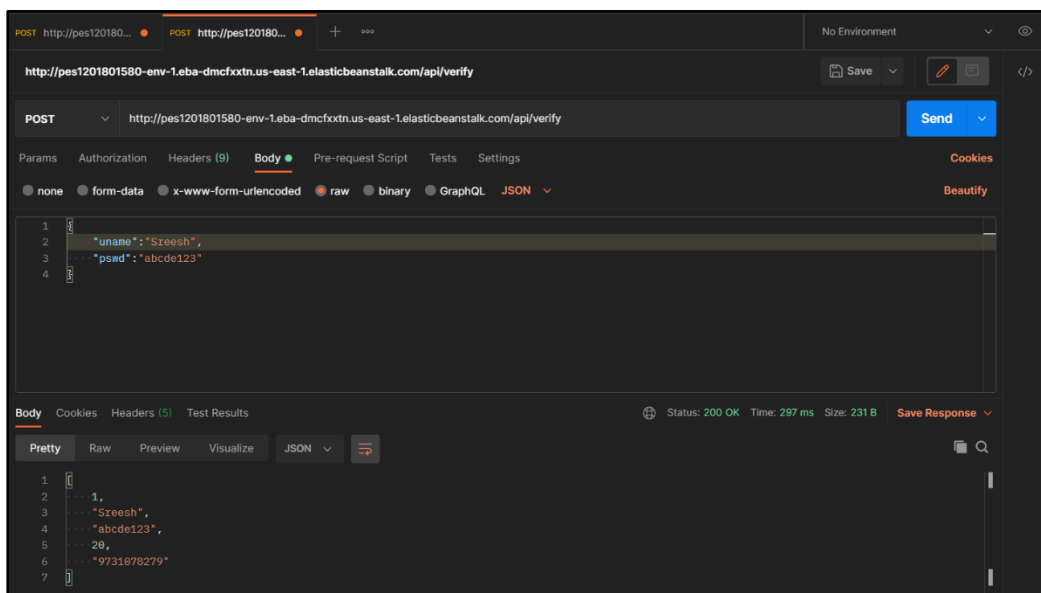 POST http://pes120180... POST http://pes120180... + ooo No Environment
http://pes1201801580-env-1.eba-dmcfxxtn.us-east-1.elasticbeanstalk.com/api/verify Save </>
POST http://pes1201801580-env-1.eba-dmcfxxtn.us-east-1.elasticbeanstalk.com/api/verify Send
Params Authorization Headers (9) Body Pre-request Script Tests Settings Cookies
none form-data x-www-form-urlencoded raw binary GraphQL JSON Beautify
1 {
2 "uname":"Sreesh",
3 "pswd":"abcde123"
4 }
Body Cookies Headers (5) Test Results Status: 200 OK Time: 297 ms Size: 231 B Save Response
Pretty Raw Preview Visualize JSON
1 [
2 1,
3 "Sreesh",
4 "abcde123",
5 20,
6 "9731078279"
7 ]